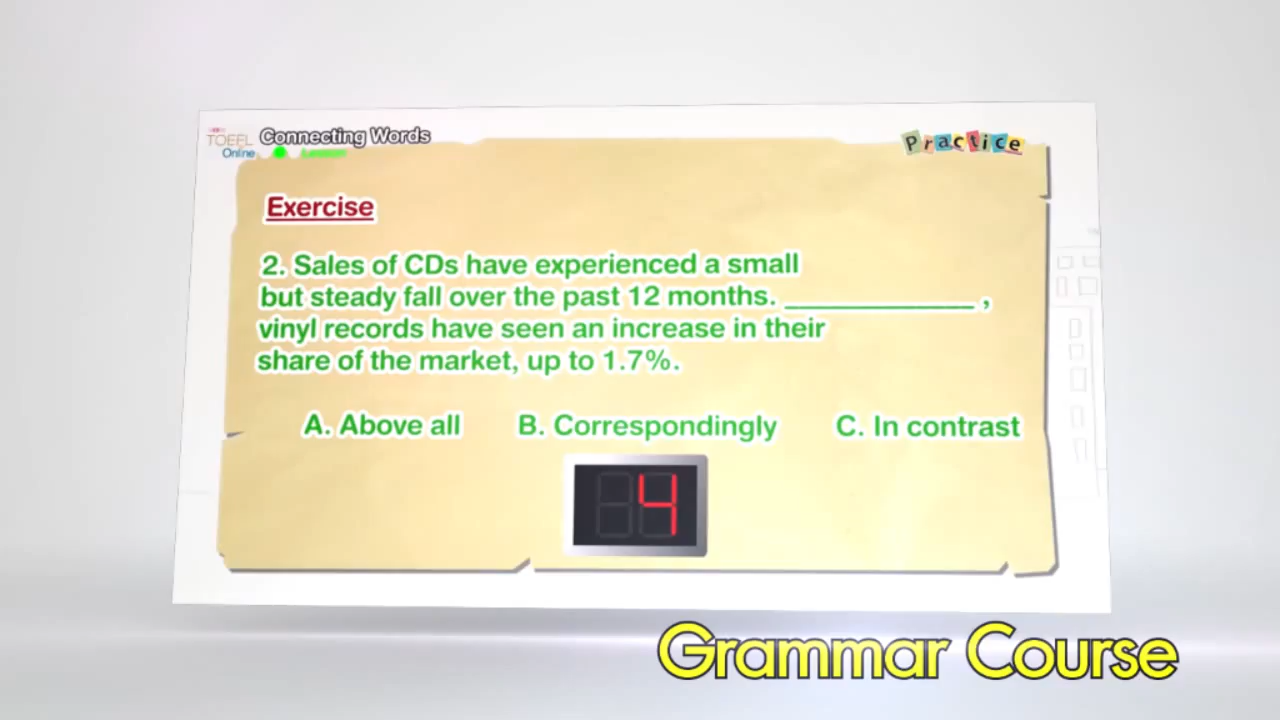 TOEFL
Online
Connecting Words
Lesson
Practice
Exercise
2. Sales of CDs have experienced a small
but steady fall over the past 12 months. ______________ ,
vinyl records have seen an increase in their
share of the market, up to 1.7%.
A. Above all B. Correspondingly C. In contrast
4
Grammar Course